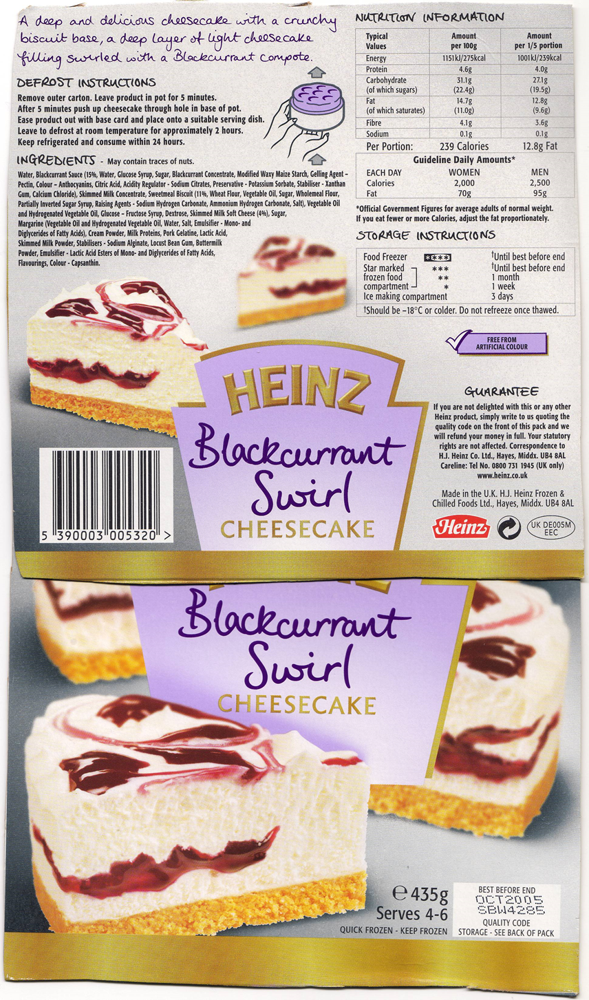 A deep and delicious cheesecake with a crunchy
biscuit base, a deep layer of light cheesecake
filling swirled with a Blackcurrant compote.
DEFROST INSTRUCTIONS
Remove outer carton. Leave product in pot for 5 minutes.
After 5 minutes push up cheesecake through hole in base of pot.
Ease product out with base card and place onto a suitable serving dish.
Leave to defrost at room temperature for approximately 2 hours.
Keep refrigerated and consume within 24 hours.
INGREDIENTS - May contain traces of nuts.
Water, Blackcurrant Sauce (15%, Water, Glucose Syrup, Sugar, Blackcurrant Concentrate, Modified Waxy Maize Starch, Gelling Agent –
Pectin, Colour – Anthocyanins, Citric Acid, Acidity Regulator - Sodium Citrates, Preservative - Potassium Sorbate, Stabiliser - Xanthan
Gum, Calcium Chloride), Skimmed Milk Concentrate, Sweetmeal Biscuit (11%, Wheat Flour, Vegetable Oil, Sugar, Wholemeal Flour,
Partially Inverted Sugar Syrup, Raising Agents - Sodium Hydrogen Carbonate, Ammonium Hydrogen Carbonate, Salt), Vegetable Oil
and Hydrogenated Vegetable Oil, Glucose – Fructose Syrup, Dextrose, Skimmed Milk Soft Cheese (4%), Sugar,
Margarine (Vegetable Oil and Hydrogenated Vegetable Oil, Water, Salt, Emulsifier - Mono- and
Diglycerides of Fatty Acids), Cream Powder, Milk Proteins, Pork Gelatine, Lactic Acid,
Skimmed Milk Powder, Stabilisers - Sodium Alginate, Locust Bean Gum, Buttermilk
Powder, Emulsifier - Lactic Acid Esters of Mono- and Diglycerides of Fatty Acids,
Flavourings, Colour - Capsanthin.
NUTRITION INFORMATION
Typical Values Amount per 100g Amount per 1/5 portion
Energy 1151kJ/275kcal 1001kJ/239kcal
Protein 4.6g 4.0g
Carbohydrate 31.1g 27.1g
(of which sugars) (22.4g) (19.5g)
Fat 14.7g 12.8g
(of which saturates) (11.0g) (9.6g)
Fibre 4.1g 3.6g
Sodium 0.1g 0.1g
Per Portion: 239 Calories 12.8g Fat
Guideline Daily Amounts*
EACH DAY WOMEN MEN
Calories 2,000 2,500
Fat 70g 95g
*Official Government Figures for average adults of normal weight.
If you eat fewer or more Calories, adjust the fat proportionately.
STORAGE INSTRUCTIONS
Food Freezer **** †Until best before end
Star marked *** †Until best before end
frozen food ** 1 month
compartment * 1 week
Ice making compartment 3 days
†Should be –18°C or colder. Do not refreeze once thawed.
FREE FROM
ARTIFICIAL COLOUR
GUARANTEE
If you are not delighted with this or any other
Heinz product, simply write to us quoting the
quality code on the front of this pack and we
will refund your money in full. Your statutory
rights are not affected. Correspondence to
H.J. Heinz Co. Ltd., Hayes, Middx. UB4 8AL
Careline: Tel No. 0800 731 1945 (UK only)
www.heinz.co.uk
Made in the U.K. H.J. Heinz Frozen &
Chilled Foods Ltd., Hayes, Middx. UB4 8AL
Heinz
UK DE005M
EEC
HEINZ
Blackcurrant
Swirl
CHEESECAKE
5 390003 005320 >
Blackcurrant
Swirl
CHEESECAKE
℮ 435g
Serves 4-6
QUICK FROZEN - KEEP FROZEN
BEST BEFORE END
OCT2005
SBW4285
QUALITY CODE
STORAGE - SEE BACK OF PACK